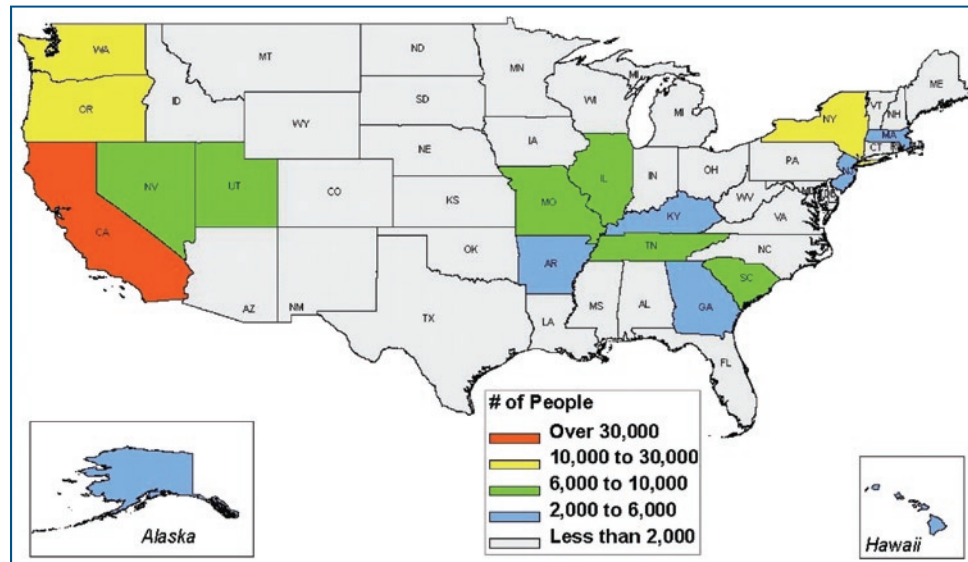 WA
MT
ND
MN
ME
OR
ID
WI
MI
VT
NH
SD
NY
MA
WY
MI
CT
IA
NE
PA
NJ
NV
UT
IL
IN
OH
CO
KS
MO
WV
VA
KY
CA
OK
TN
NC
AR
SC
AZ
NM
MS
AL
GA
TX
LA
FL
# of People
Over 30,000
10,000 to 30,000
6,000 to 10,000
2,000 to 6,000
Less than 2,000
Alaska
Hawaii